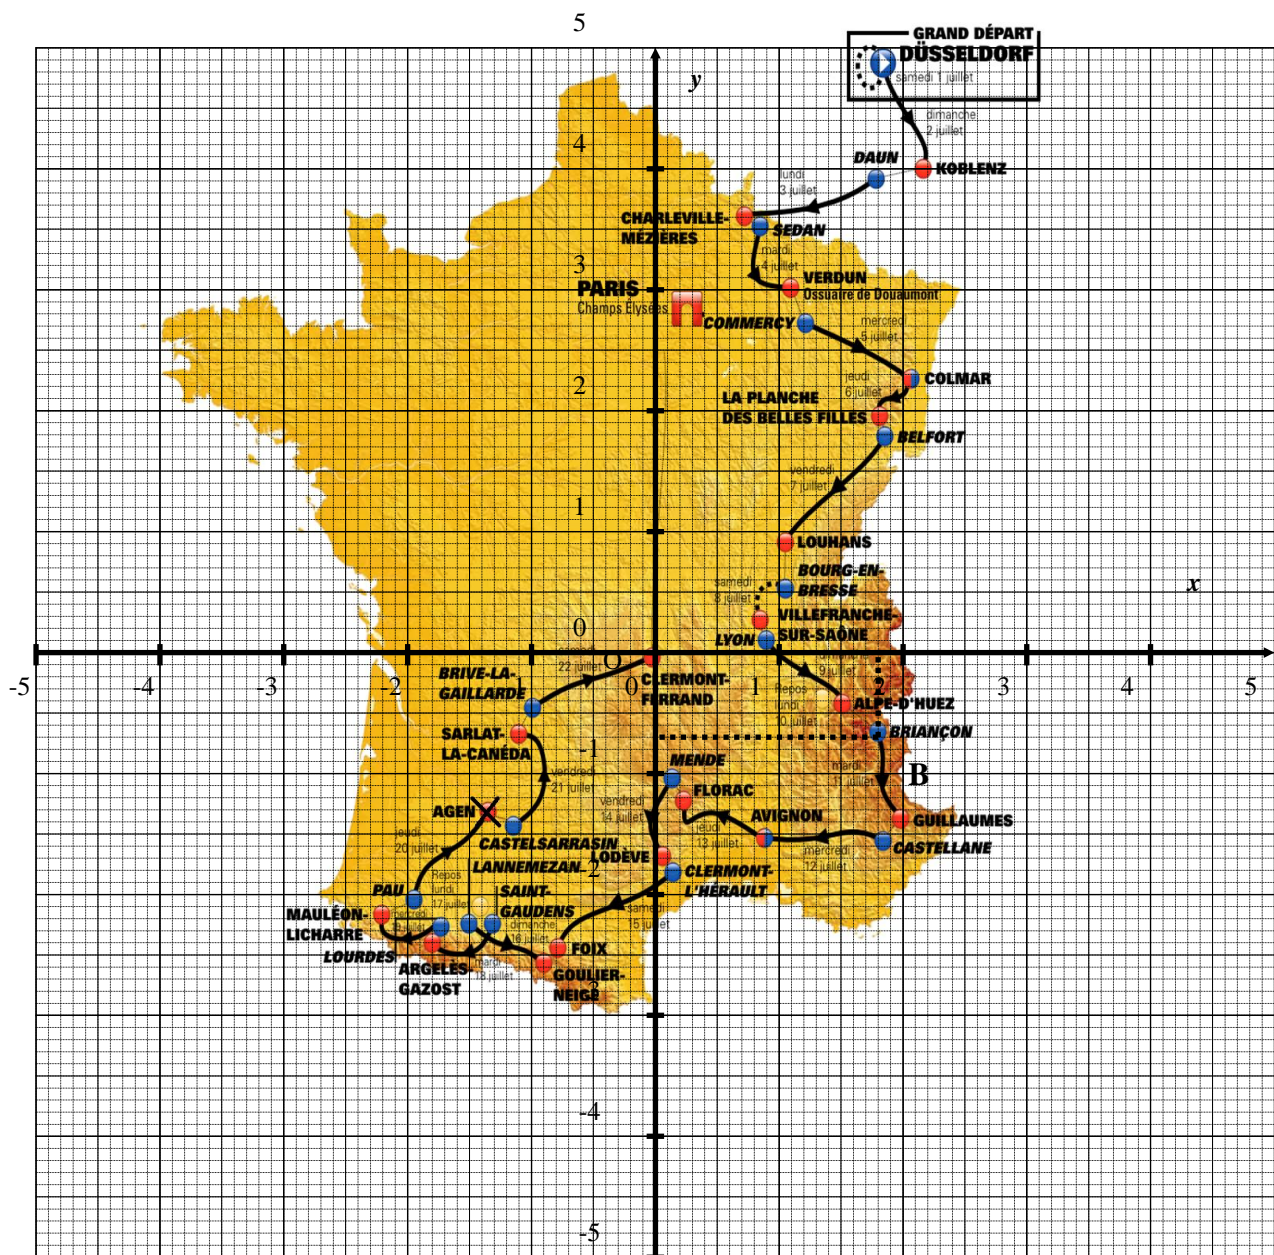 5
GRAND DÉPART
DÜSSELDORF
samedi 1 juillet
y
dimanche
2 juillet
4
DAUN
KOBLENZ
lundi
3 juillet
CHARLEVILLE-
MÉZIÈRES
SEDAN
mardi
4 juillet
3
VERDUN
Ossuaire de Douaumont
PARIS
Champs Élysées
COMMERCY
mercredi
5 juillet
2
jeudi
6 juillet
COLMAR
LA PLANCHE
DES BELLES FILLES
BELFORT
vendredi
7 juillet
1
LOUHANS
BOURG-EN-
BRESSE
samedi
8 juillet
x
VILLEFRANCHE-
SUR-SAÔNE
0
LYON
dimanche
9 juillet
samedi
22 juillet
O
-5
-4
-3
-2
0
1
2
3
4
5
BRIVE-LA-
GAILLARDE
CLERMONT-
FERRAND
Repos
lundi
10 juillet
ALPE-D'HUEZ
SARLAT-
LA-CANÉDA
-1
BRIANÇON
MENDE
vendredi
21 juillet
mardi
11 juillet
B
FLORAC
vendredi
14 juillet
AGEN
AVIGNON
GUILLAUMES
jeudi
20 juillet
CASTELSARRASIN
jeudi
13 juillet
mercredi
12 juillet
CASTELLANE
LANNEMEZAN
LODÈVE
-2
CLERMONT-
L'HÉRAULT
PAU
Repos
lundi
17 juillet
SAINT-
GAUDENS
MAULÉON-
LICHARRE
mercredi
19 juillet
dimanche
16 juillet
samedi
15 juillet
LOURDES
FOIX
ARGELÈS-
GAZOST
mardi
18 juillet
GOULIER-
NEIGE
-3
-4
-5